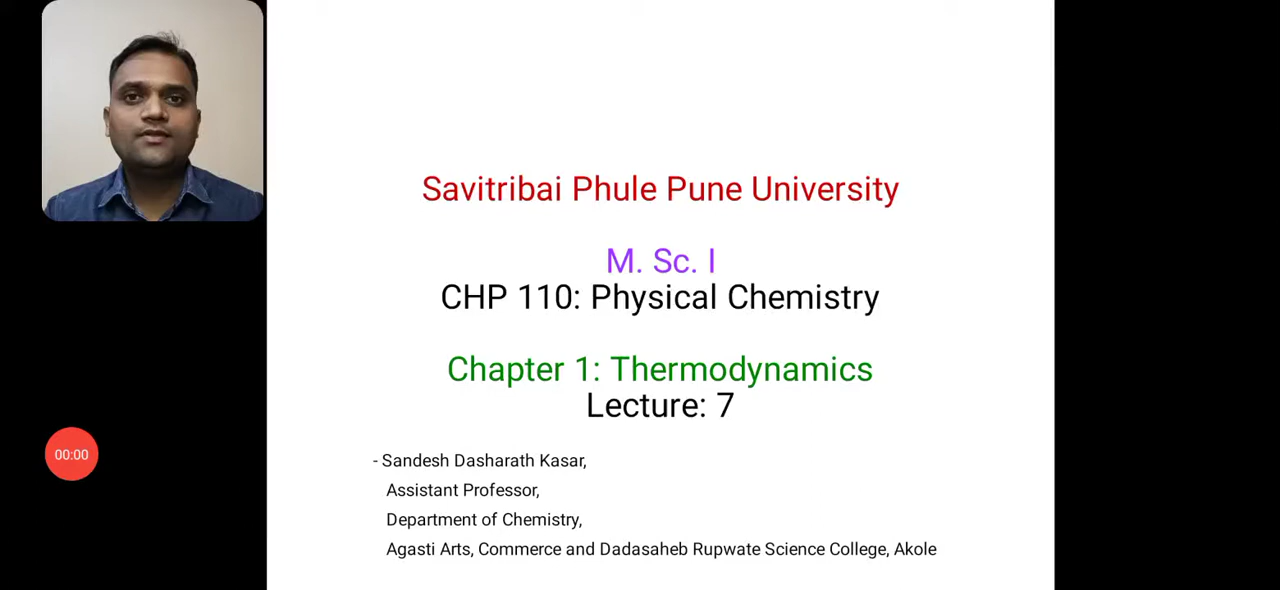 Savitribai Phule Pune University
M. Sc. I
CHP 110: Physical Chemistry
Chapter 1: Thermodynamics
Lecture: 7
00:00
- Sandesh Dasharath Kasar,
Assistant Professor,
Department of Chemistry,
Agasti Arts, Commerce and Dadasaheb Rupwate Science College, Akole